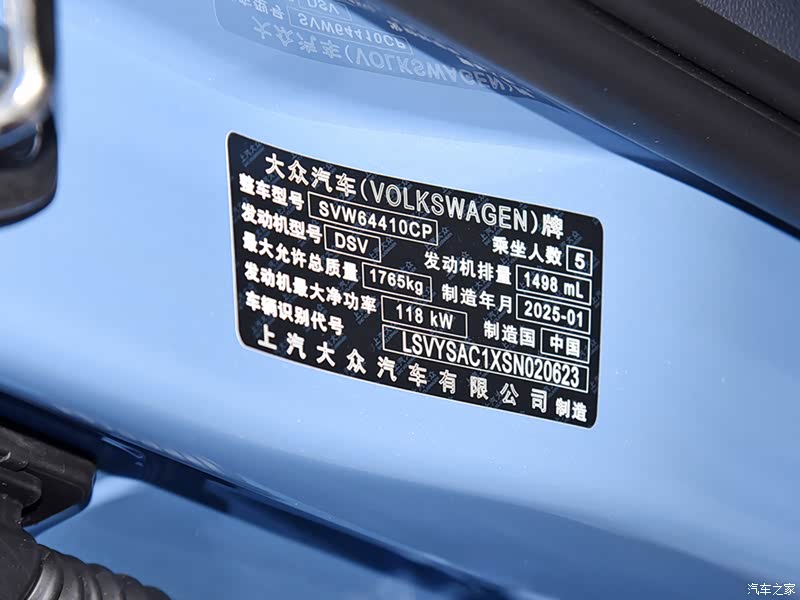 大众汽车(VOLKSWAGEN)牌
整车型号 SVW64410CP 乘坐人数 5
发动机型号 DSV 发动机排量 1498 mL
最大允许总质量 1765kg 制造年月 2025-01
发动机最大净功率 118 kW 制造国 中国
车辆识别代号 LSVYSAC1XSN020623
上汽大众汽车有限公司 制造
汽车之家